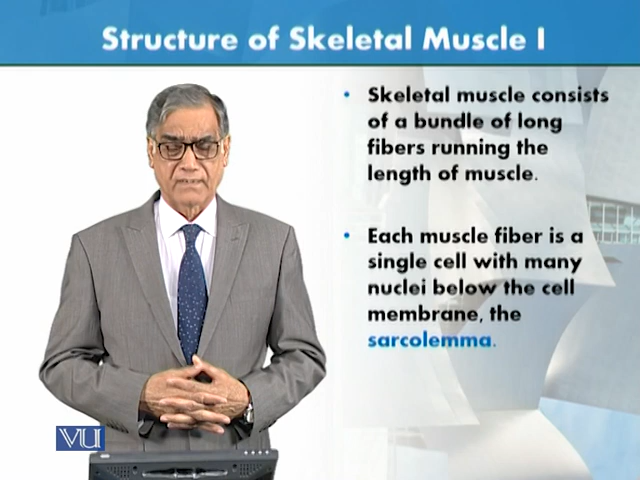 Structure of Skeletal Muscle I
• Skeletal muscle consists
of a bundle of long
fibers running the
length of muscle.
• Each muscle fiber is a
single cell with many
nuclei below the cell
membrane, the
sarcolemma.
VU